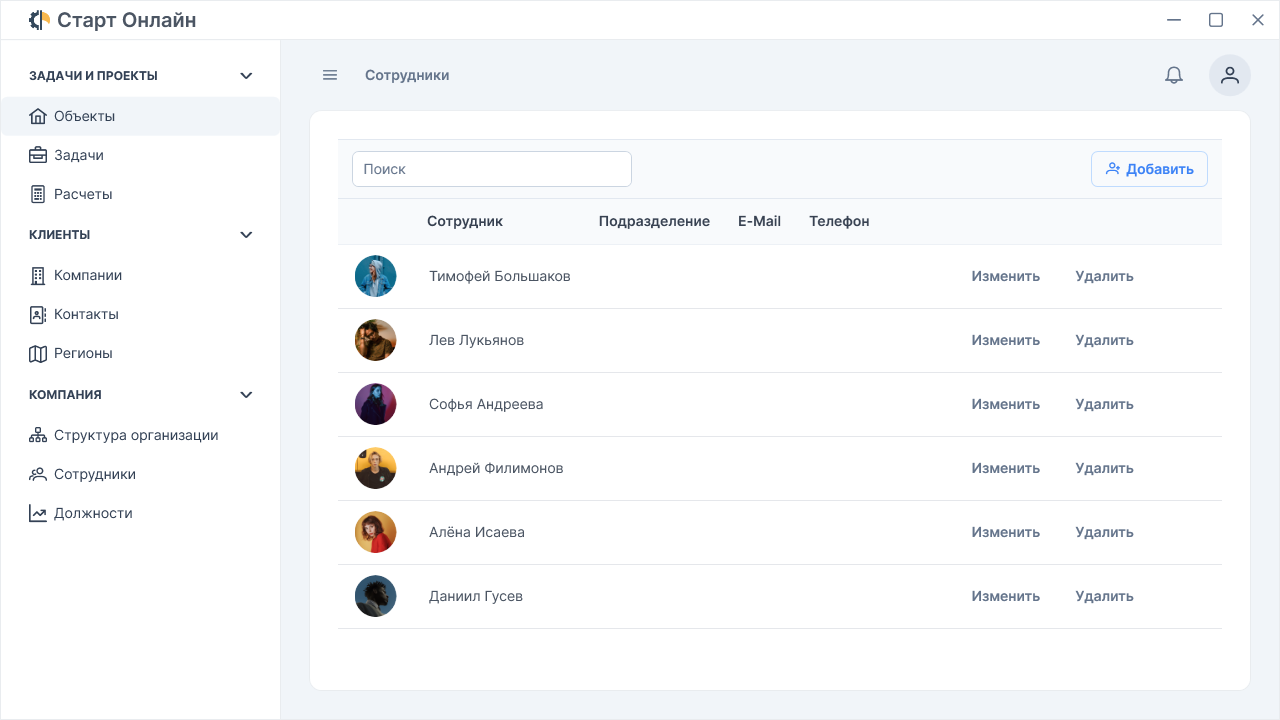 Старт Онлайн
ЗАДАЧИ И ПРОЕКТЫ
Объекты
Задачи
Расчеты
КЛИЕНТЫ
Компании
Контакты
Регионы
КОМПАНИЯ
Структура организации
Сотрудники
Должности
Сотрудники
Поиск
Добавить
Сотрудник Подразделение E-Mail Телефон
Тимофей Большаков Изменить Удалить
Лев Лукьянов Изменить Удалить
Софья Андреева Изменить Удалить
Андрей Филимонов Изменить Удалить
Алёна Исаева Изменить Удалить
Даниил Гусев Изменить Удалить